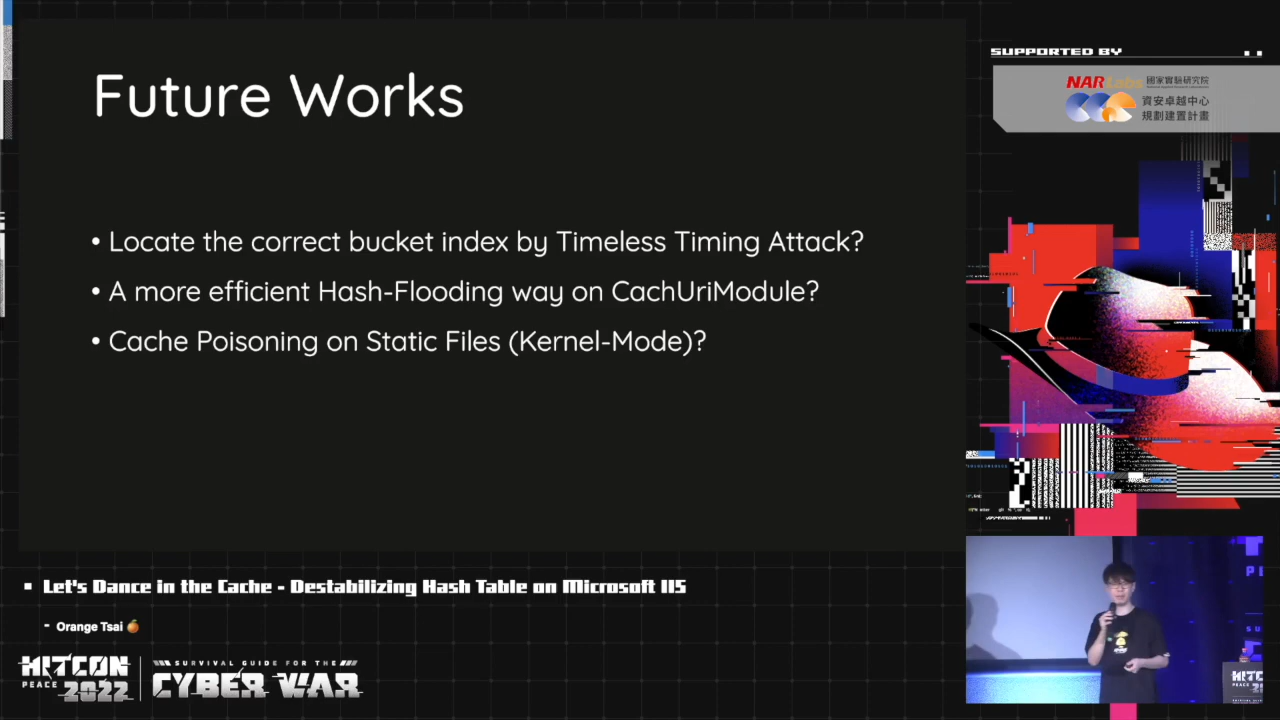 Future Works
• Locate the correct bucket index by Timeless Timing Attack?
• A more efficient Hash-Flooding way on CachUriModule?
• Cache Poisoning on Static Files (Kernel-Mode)?
SUPPORTED BY
NARLabs 國家實驗研究院
資安卓越中心
規劃建置計畫
Let's Dance in the Cache - Destabilizing Hash Table on Microsoft IIS
- Orange Tsai
HITCON
PEACE 2022
SURVIVAL GUIDE FOR THE
CYBER WAR